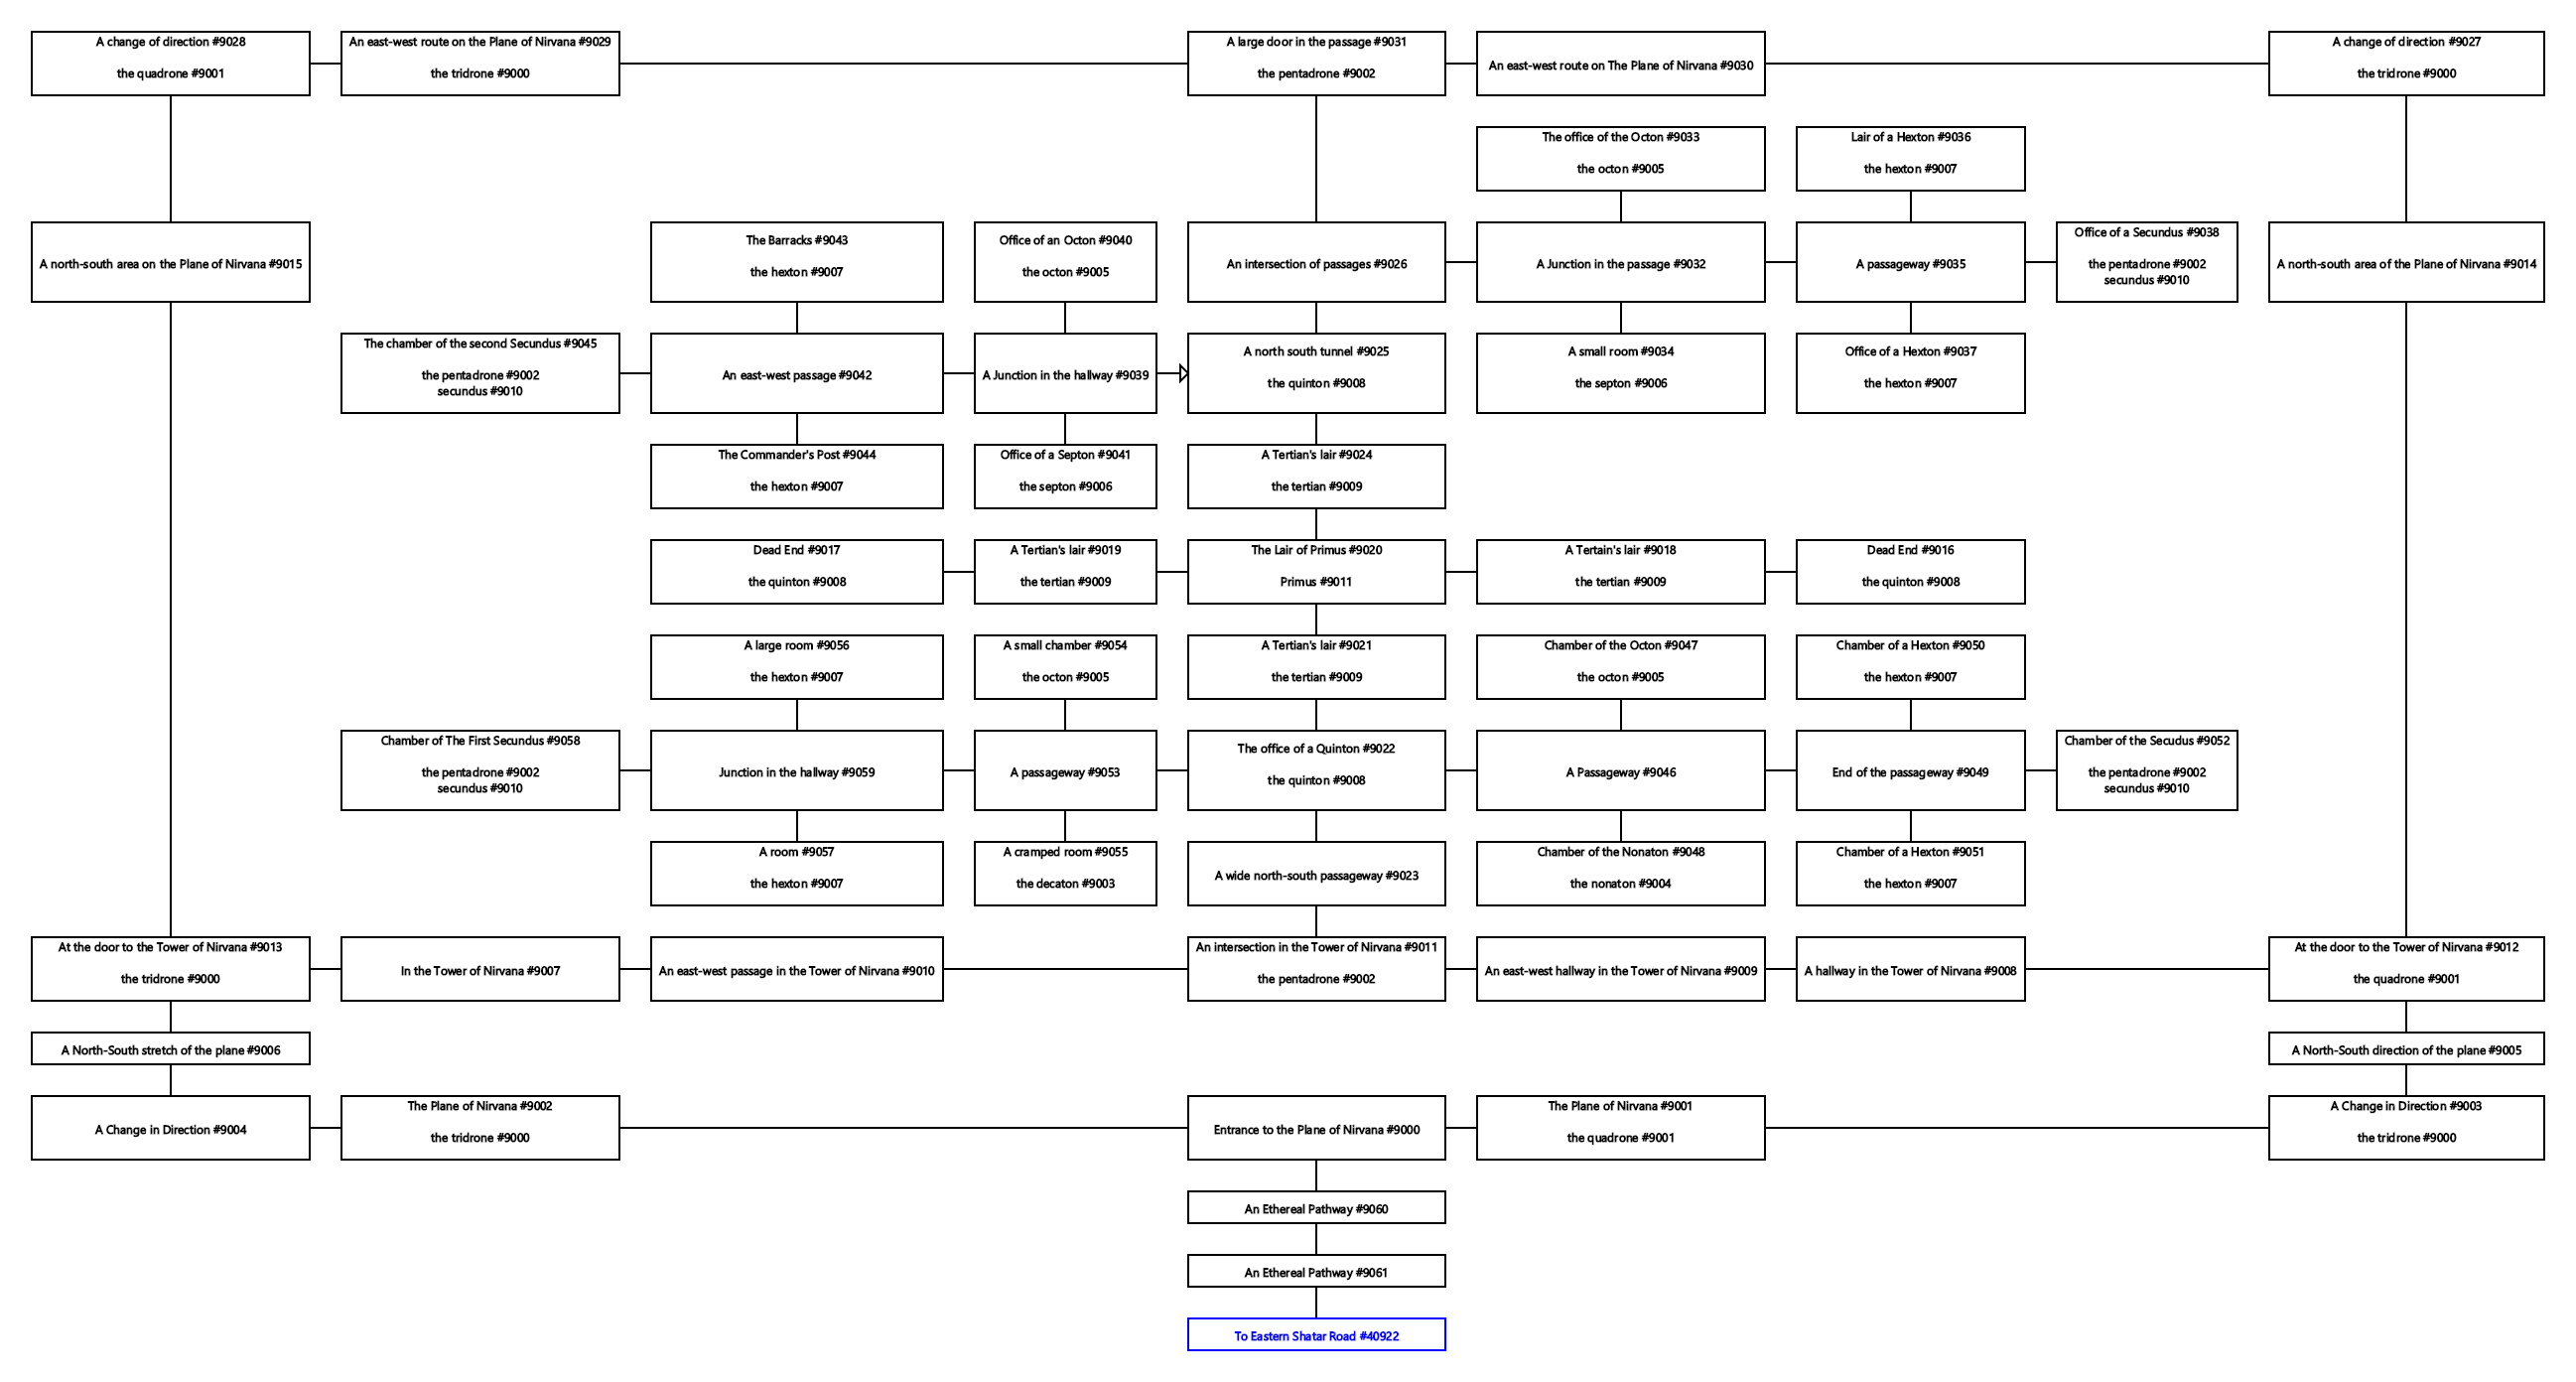 A change of direction #9028
the quadrone #9001
An east-west route on the Plane of Nirvana #9029
the tridrone #9000
A large door in the passage #9031
the pentadrone #9002
An east-west route on The Plane of Nirvana #9030
A change of direction #9027
the tridrone #9000
The office of the Octon #9033
the octon #9005
Lair of a Hexton #9036
the hexton #9007
A north-south area on the Plane of Nirvana #9015
The Barracks #9043
the hexton #9007
Office of an Octon #9040
the octon #9005
An intersection of passages #9026
A Junction in the passage #9032
A passageway #9035
Office of a Secundus #9038
the pentadrone #9002
secundus #9010
A north-south area of the Plane of Nirvana #9014
The chamber of the second Secundus #9045
the pentadrone #9002
secundus #9010
An east-west passage #9042
A Junction in the hallway #9039
A north south tunnel #9025
the quinton #9008
A small room #9034
the septon #9006
Office of a Hexton #9037
the hexton #9007
The Commander's Post #9044
the hexton #9007
Office of a Septon #9041
the septon #9006
A Tertian's lair #9024
the tertian #9009
Dead End #9017
the quinton #9008
A Tertian's lair #9019
the tertian #9009
The Lair of Primus #9020
Primus #9011
A Tertain's lair #9018
the tertian #9009
Dead End #9016
the quinton #9008
A large room #9056
the hexton #9007
A small chamber #9054
the octon #9005
A Tertian's lair #9021
the tertian #9009
Chamber of the Octon #9047
the octon #9005
Chamber of a Hexton #9050
the hexton #9007
Chamber of The First Secundus #9058
the pentadrone #9002
secundus #9010
Junction in the hallway #9059
A passageway #9053
The office of a Quinton #9022
the quinton #9008
A Passageway #9046
End of the passageway #9049
Chamber of the Secudus #9052
the pentadrone #9002
secundus #9010
A room #9057
the hexton #9007
A cramped room #9055
the decaton #9003
A wide north-south passageway #9023
Chamber of the Nonaton #9048
the nonaton #9004
Chamber of a Hexton #9051
the hexton #9007
At the door to the Tower of Nirvana #9013
the tridrone #9000
In the Tower of Nirvana #9007
An east-west passage in the Tower of Nirvana #9010
An intersection in the Tower of Nirvana #9011
the pentadrone #9002
An east-west hallway in the Tower of Nirvana #9009
A hallway in the Tower of Nirvana #9008
At the door to the Tower of Nirvana #9012
the quadrone #9001
A North-South stretch of the plane #9006
A North-South direction of the plane #9005
A Change in Direction #9004
The Plane of Nirvana #9002
the tridrone #9000
Entrance to the Plane of Nirvana #9000
The Plane of Nirvana #9001
the quadrone #9001
A Change in Direction #9003
the tridrone #9000
An Ethereal Pathway #9060
An Ethereal Pathway #9061
To Eastern Shatar Road #40922